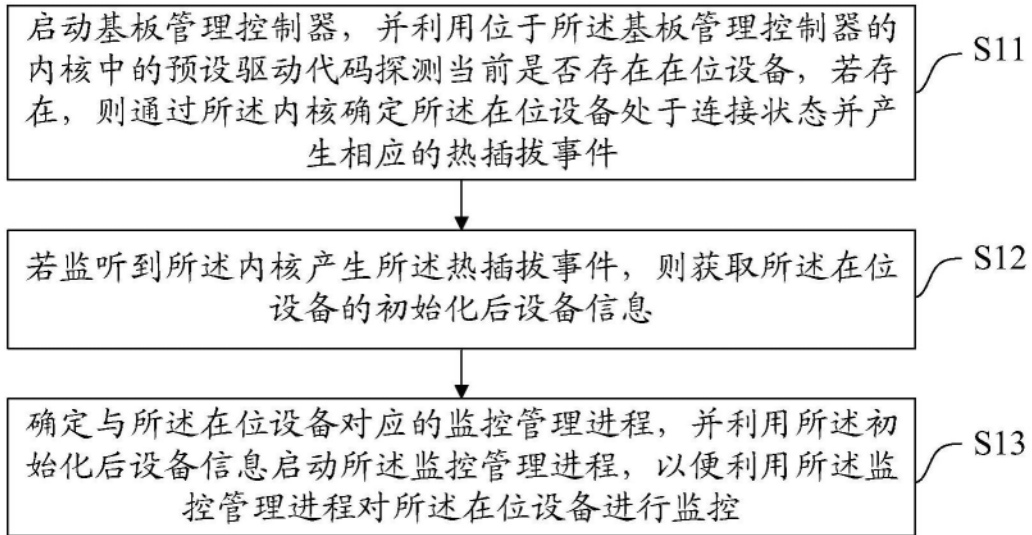 启动基板管理控制器，并利用位于所述基板管理控制器的
内核中的预设驱动代码探测当前是否存在在位设备，若存
在，则通过所述内核确定所述在位设备处于连接状态并产
生相应的热插拔事件
S11
若监听到所述内核产生所述热插拔事件，则获取所述在位
设备的初始化后设备信息
S12
确定与所述在位设备对应的监控管理进程，并利用所述初
始化后设备信息启动所述监控管理进程，以便利用所述监
控管理进程对所述在位设备进行监控
S13